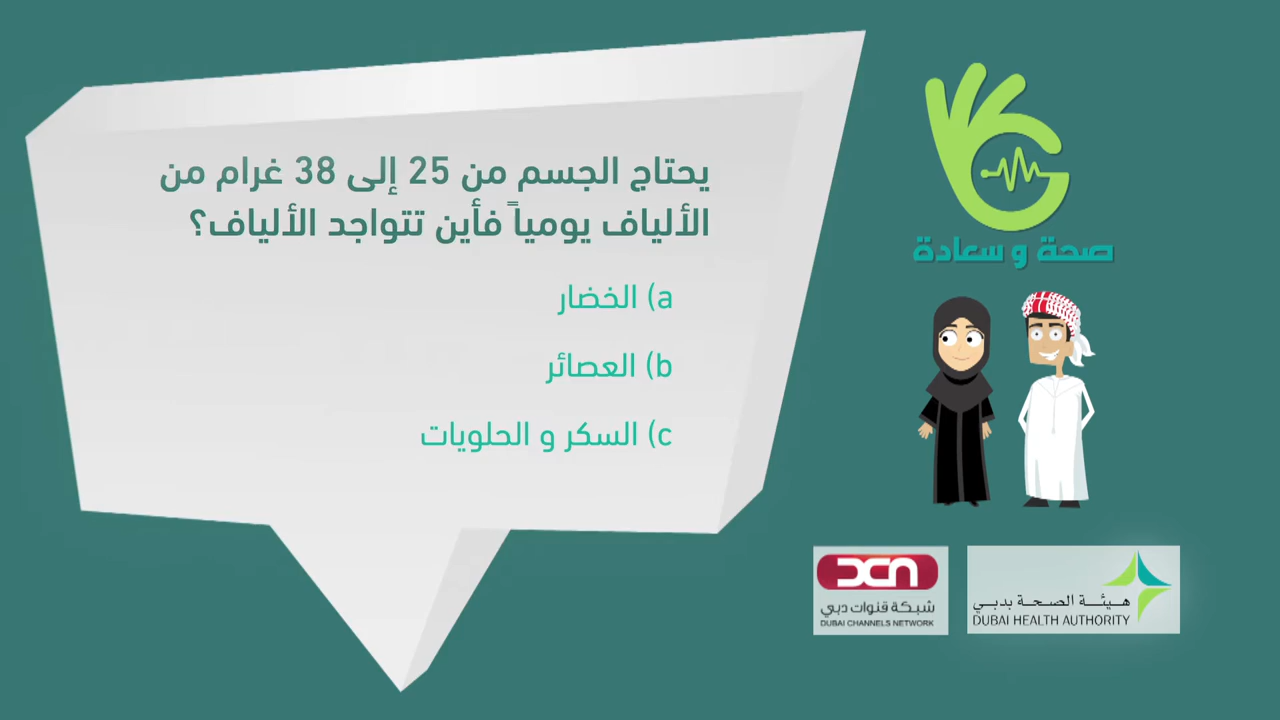 يحتاج الجسم من 25 إلى 38 غرام من
الألياف يومياً فأين تتواجد الألياف؟
a) الخضار
b) العصائر
c) السكر و الحلويات
صحة و سعادة
DCN
شبكة قنوات دبي
DUBAI CHANNELS NETWORK
هيئة الصحة بدبي
DUBAI HEALTH AUTHORITY